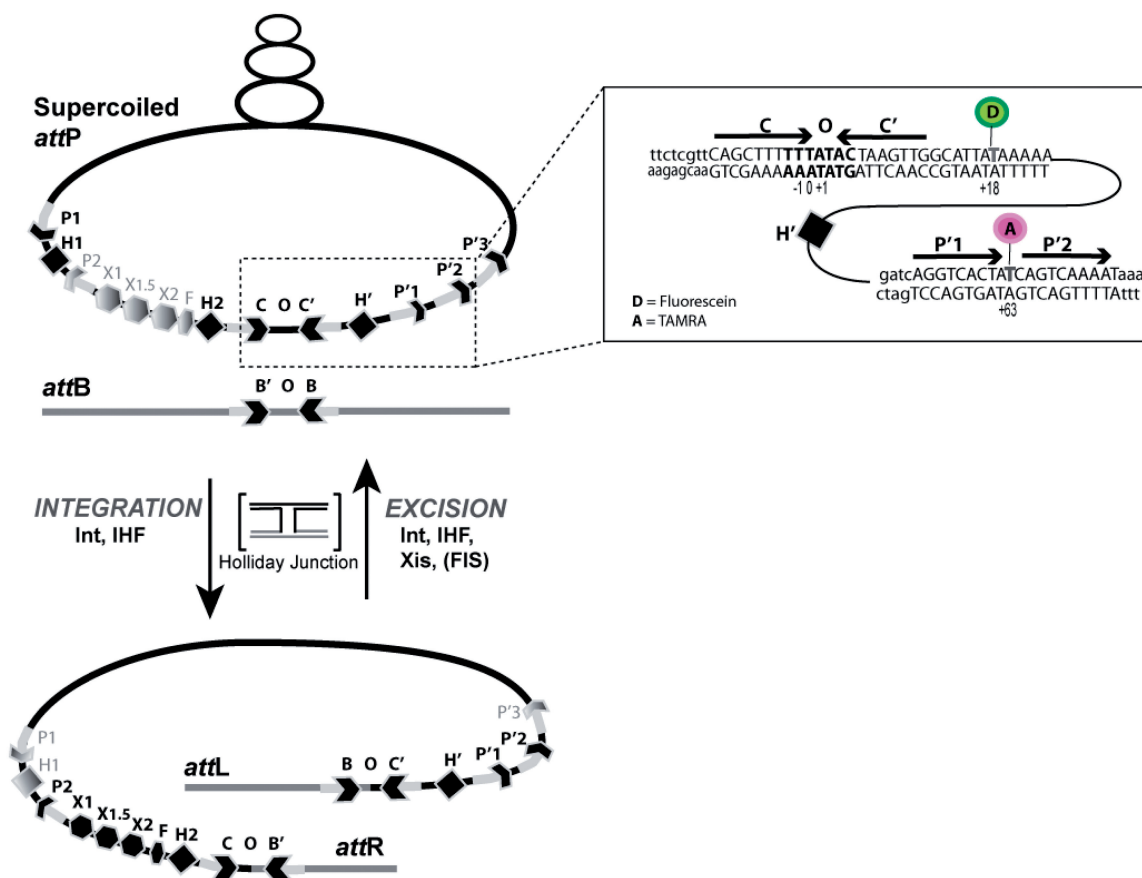 Supercoiled
attP
P1
H1
P2
X1
X1.5
X2
F
H2
C O C'
H'
P'1
P'2
P'3
attB
B' O B
D
C O C'
ttctcgttCAGCTTTTTTATACTAAGTTGGCATTATAAAAA
aagagcaaGTCGAAAAAATATGATTCAACCGTAATATTTTT
-1 0 +1
+18
H'
A
P'1 P'2
gatcAGGTCACTATCAGTCAAAATaaa
ctagTCCAGTGATAGTCAGTTTTAttt
+63
D = Fluorescein
A = TAMRA
INTEGRATION
Int, IHF
Holliday Junction
EXCISION
Int, IHF,
Xis, (FIS)
P1
H1
P2
X1
X1.5
X2
F
H2
C O B'
attR
attL
B O C'
H'
P'1
P'2
P'3